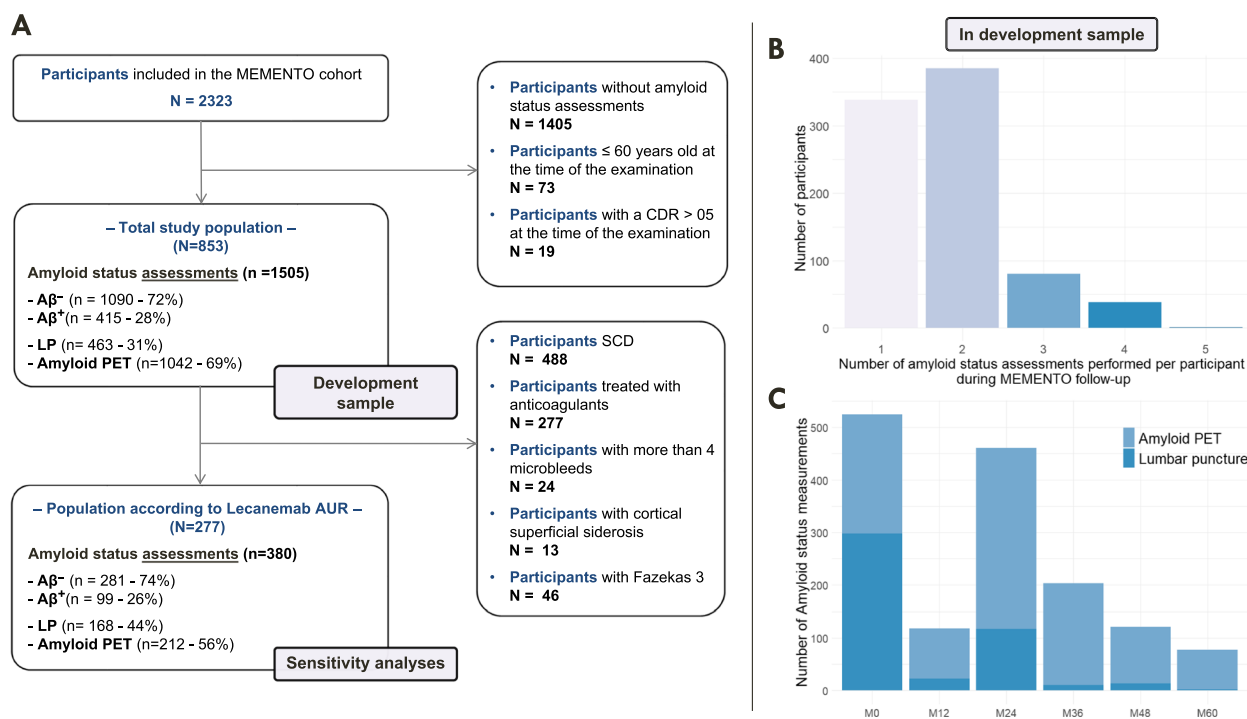 A
Participants included in the MEMENTO cohort
N = 2323
• Participants without amyloid
status assessments
N = 1405
• Participants ≤ 60 years old at
the time of the examination
N = 73
• Participants with a CDR > 05
at the time of the examination
N = 19
– Total study population –
(N=853)
Amyloid status assessments (n =1505)
- Aβ⁻ (n = 1090 - 72%)
- Aβ⁺(n = 415 - 28%)
- LP (n= 463 - 31%)
- Amyloid PET (n=1042 - 69%)
Development
sample
• Participants SCD
N = 488
• Participants treated with
anticoagulants
N = 277
• Participants with more than 4
microbleeds
N = 24
• Participants with cortical
superficial siderosis
N = 13
• Participants with Fazekas 3
N = 46
– Population according to Lecanemab AUR –
(N=277)
Amyloid status assessments (n=380)
- Aβ⁻ (n = 281 - 74%)
- Aβ⁺(n = 99 - 26%)
- LP (n= 168 - 44%)
- Amyloid PET (n=212 - 56%)
Sensitivity analyses
In development sample
B
Number of participants
400
300
200
100
0
1 2 3 4 5
Number of amyloid status assessments performed per participant
during MEMENTO follow-up
C
Number of Amyloid status measurements
500
400
300
200
100
0
Amyloid PET
Lumbar puncture
M0 M12 M24 M36 M48 M60